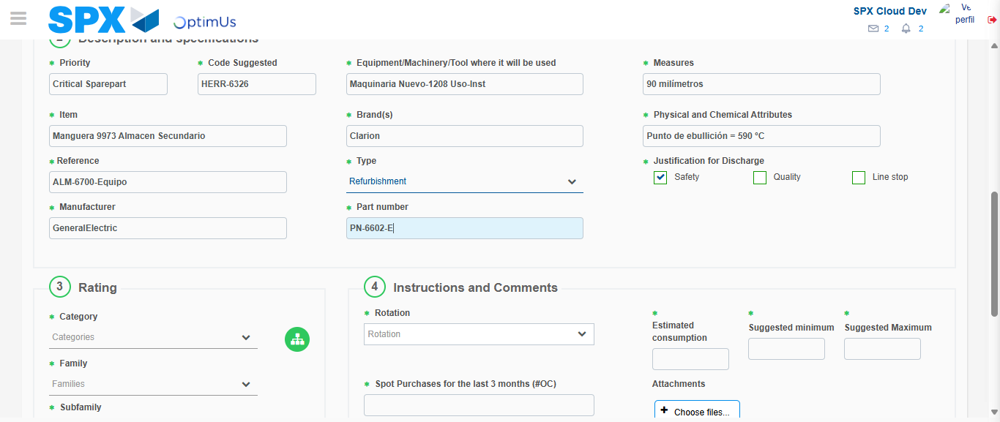 SPX
OptimUs
SPX Cloud Dev
2
2
Ve
perfil
2 Description and specifications
* Priority
Critical Sparepart
* Code Suggested
HERR-6326
* Equipment/Machinery/Tool where it will be used
Maquinaria Nuevo-1208 Uso-Inst
* Measures
90 milímetros
* Item
Manguera 9973 Almacen Secundario
* Brand(s)
Clarion
* Physical and Chemical Attributes
Punto de ebullición = 590 °C
* Reference
ALM-6700-Equipo
* Type
Refurbishment
* Justification for Discharge
Safety
Quality
Line stop
* Manufacturer
GeneralElectric
* Part number
PN-6602-E
3 Rating
* Category
Categories
* Family
Families
* Subfamily
4 Instructions and Comments
* Rotation
Rotation
* Estimated
consumption
* Suggested minimum
* Suggested Maximum
* Spot Purchases for the last 3 months (#OC)
Attachments
+ Choose files...